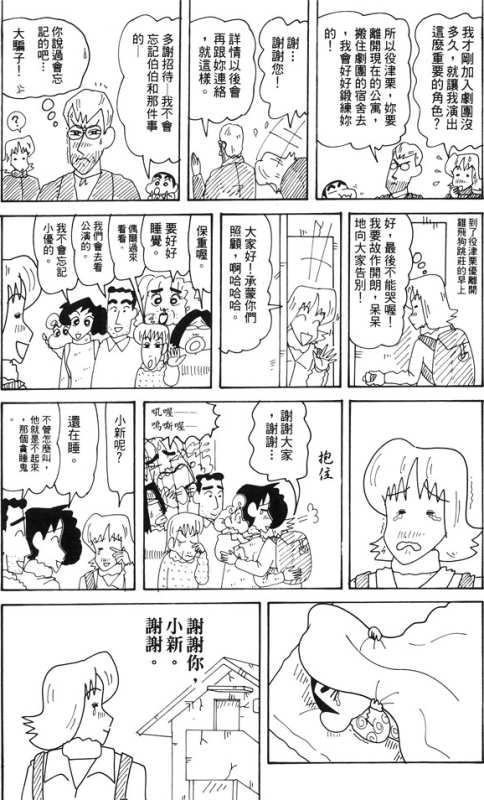 我才剛加入劇團沒
多久，就讓我演出
這麼重要的角色？
所以役津栗，妳要
離開現在的公寓，
搬住劇團的宿舍去
，我會好好鍛練妳
的！
謝…
謝謝您！
詳情以後會
再跟妳連絡
，就這樣。
多謝招待──我不會
忘記伯伯和那件事
的─
你說過會忘
記的吧…
大騙子！
？
到了役津栗優離開
雞飛狗跳莊的早上
好，最後不能哭喔！
我要故作開朗，呆呆
地向大家告別！
大家好！承蒙你們
照顧，啊哈哈哈。
保重喔。
要好好
睡覺。
偶爾過來
看看。
我們會去看
公演的。
我不會忘記
小優的。
抱住
謝謝大家
，謝謝…
吼喔──
嗚嘶喔──
小新呢？
還在睡。
不管怎麼叫，
他就是不起來
，那個貪睡鬼
。
謝謝你，
小新。
謝謝。